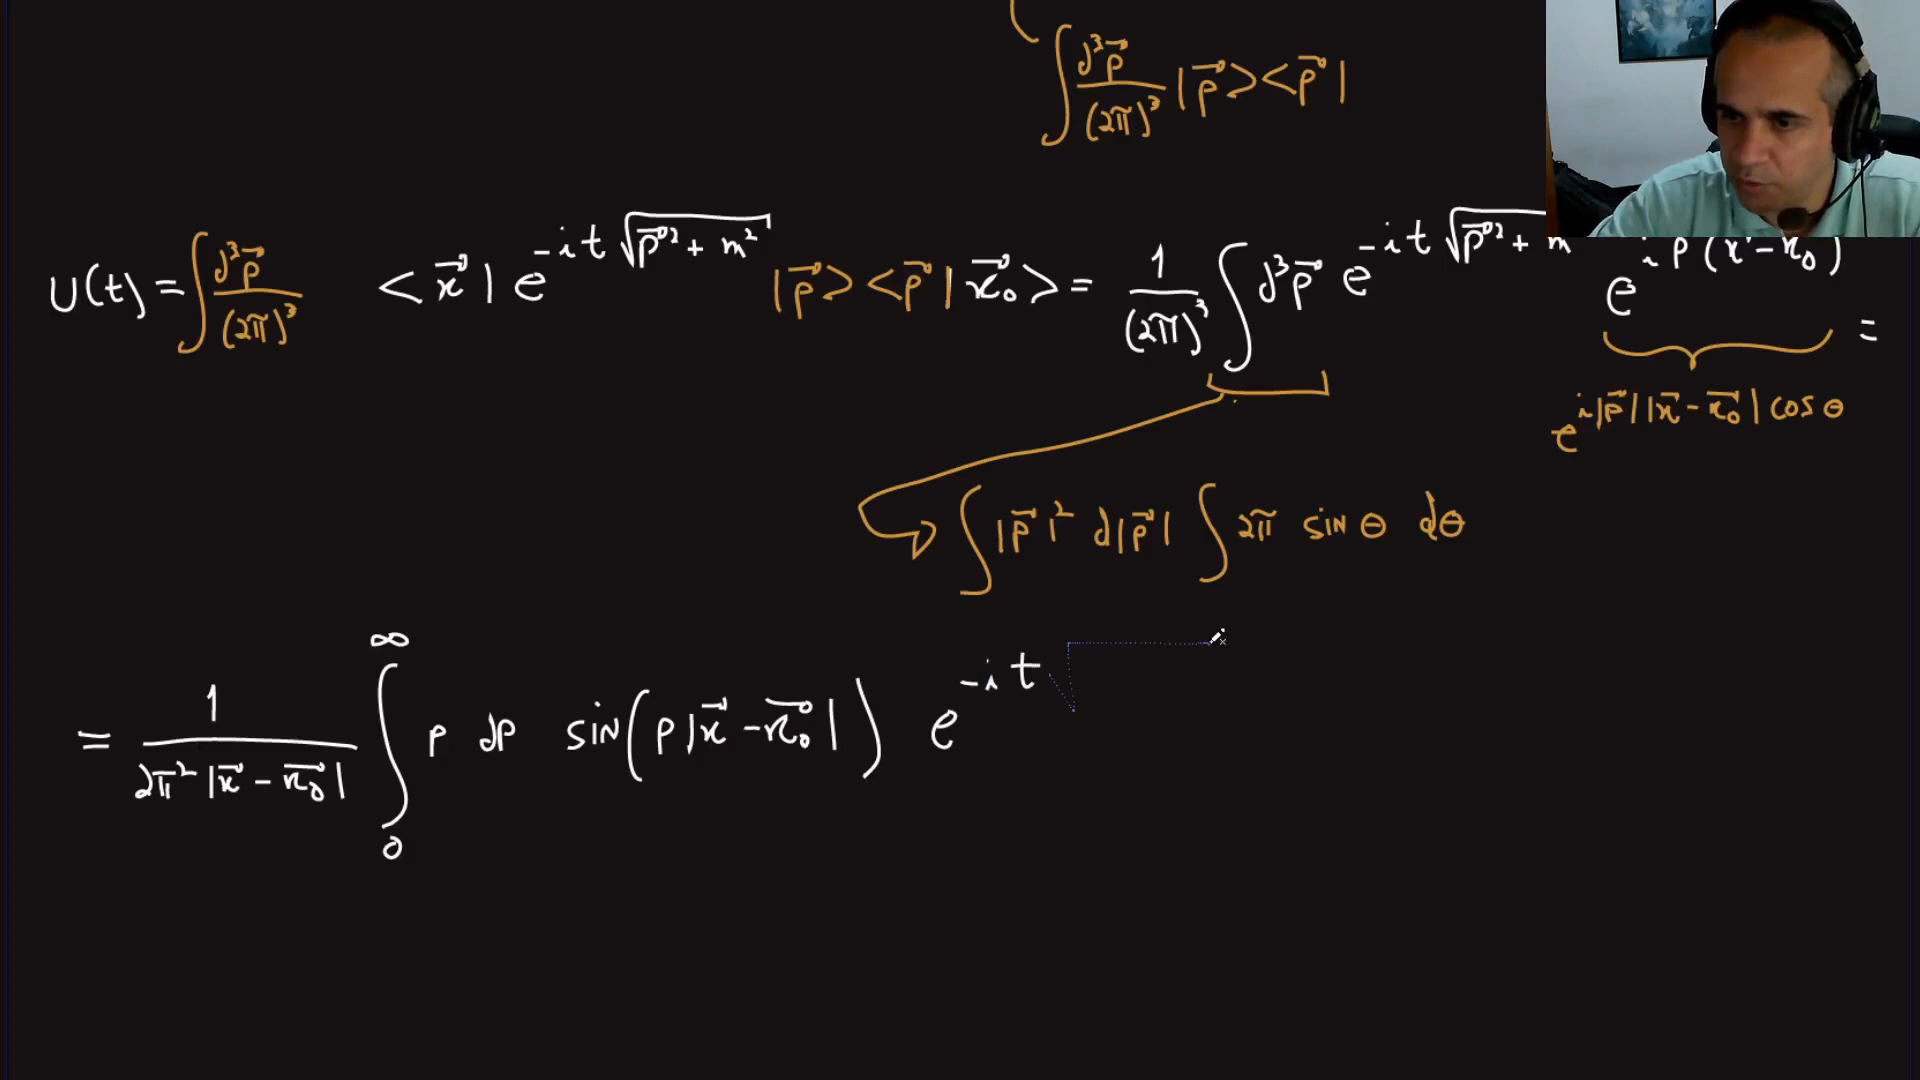 ∫ d³p⃗/(2π)³ |p⃗><p⃗|
U(t) = ∫ d³p⃗/(2π)³ <x⃗| e^{-it√(p⃗² + m²)} |p⃗><p⃗|x⃗₀> = 1/(2π)³ ∫ d³p⃗ e^{-it√(p⃗² + m} e^{i p (x - x₀)} =
e^{i|p⃗||x⃗ - x⃗₀| cos θ}
∫ |p⃗|² d|p⃗| ∫ 2π sin θ dθ
= 1/(2π² |x⃗ - x⃗₀|) ∫₀^∞ p dp sin(p|x⃗ - x⃗₀|) e^{-it}